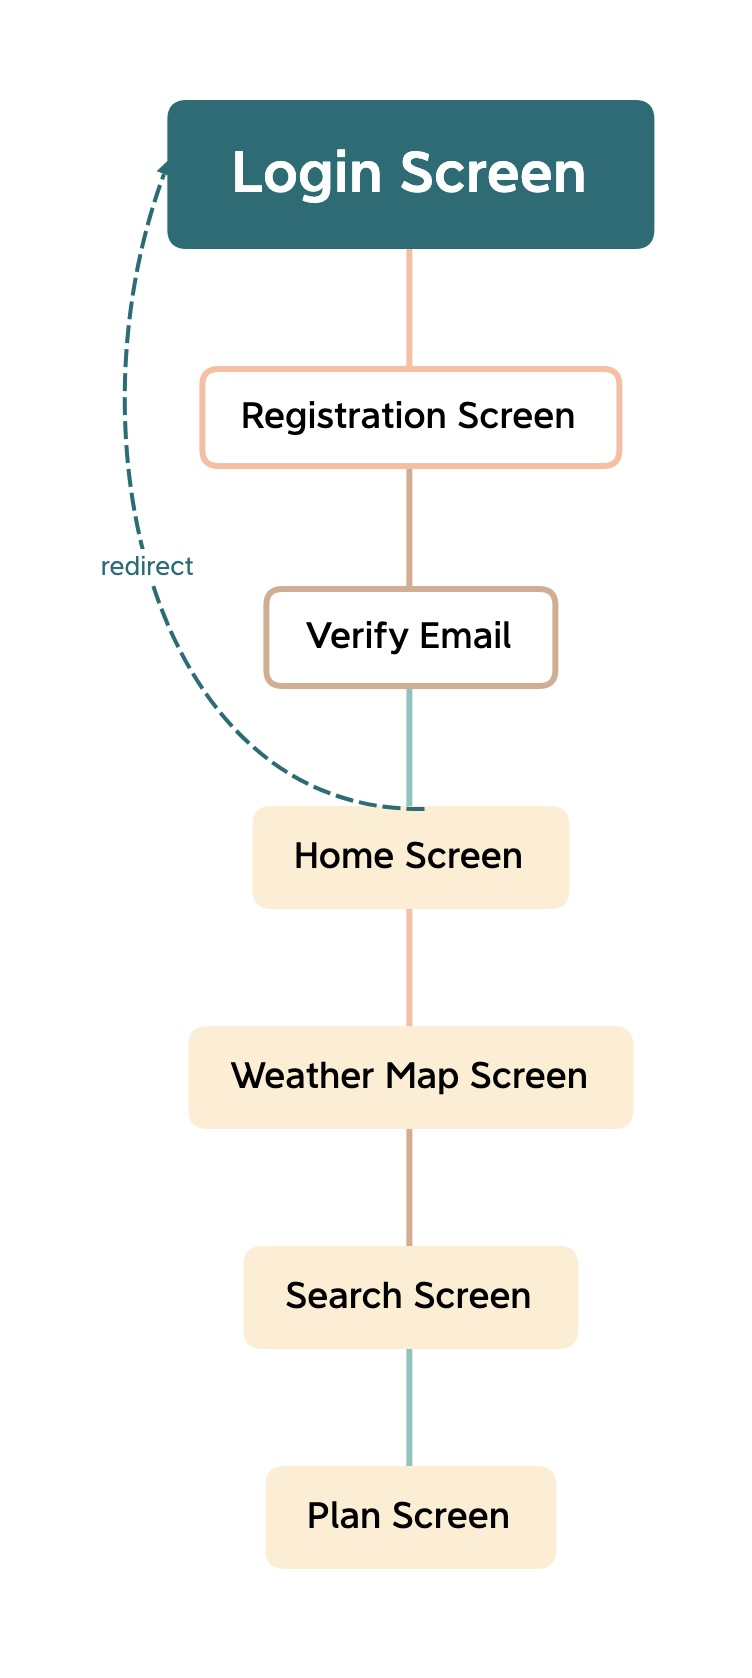 Login Screen
Registration Screen
redirect
Verify Email
Home Screen
Weather Map Screen
Search Screen
Plan Screen